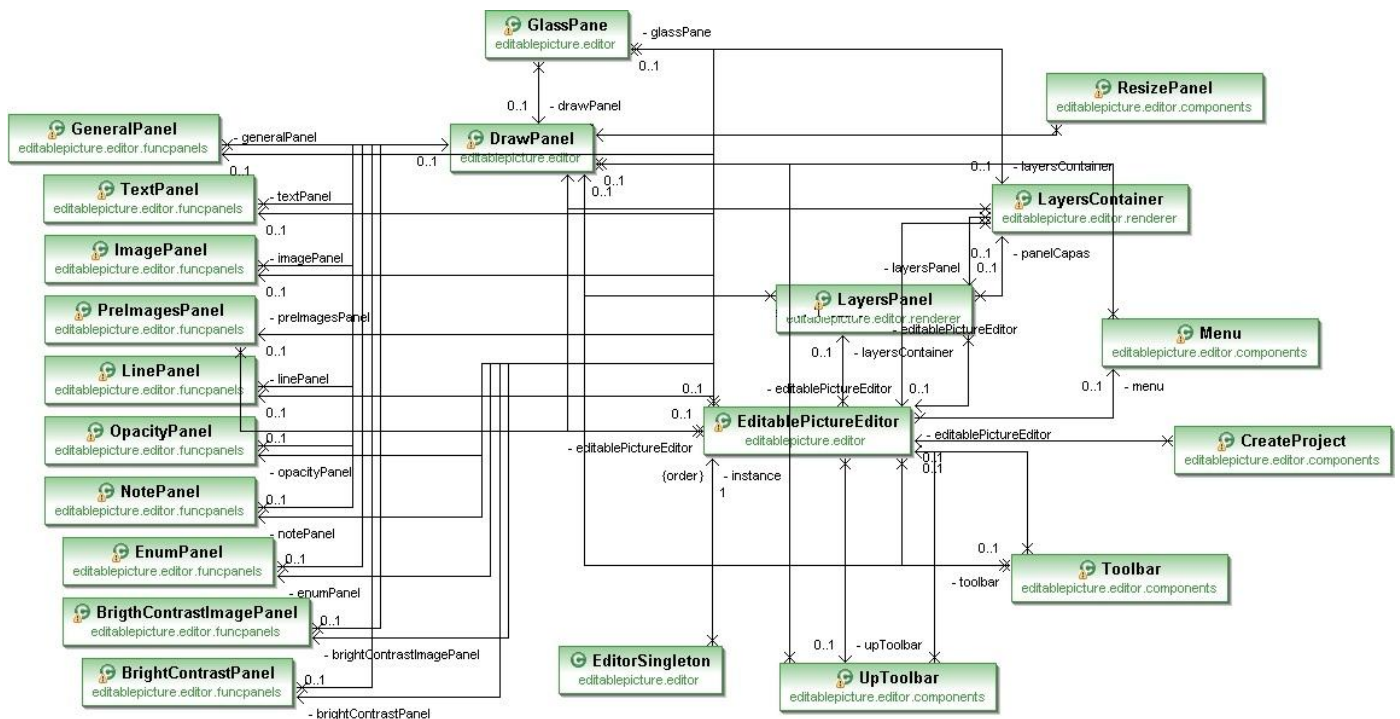 GlassPane
editablepicture.editor
- glassPane
0..1
0..1
- drawPanel
ResizePanel
editablepicture.editor.components
GeneralPanel
editablepicture.editor.funcpanels
- generalPanel
0..1
DrawPanel
editablepicture.editor
0..1
0..1
0..1
0..1
- layersContainer
TextPanel
editablepicture.editor.funcpanels
- textPanel
0..1
LayersContainer
editablepicture.editor.renderer
ImagePanel
editablepicture.editor.funcpanels
- imagePanel
0..1
0..1
- panelCapas
- layersPanel
0..1
PreImagesPanel
editablepicture.editor.funcpanels
- preImagesPanel
0..1
LayersPanel
editablepicture.editor.renderer
- editablePictureEditor
Menu
editablepicture.editor.components
0..1
- layersContainer
LinePanel
editablepicture.editor.funcpanels
- linePanel
0..1
0..1
- editablePictureEditor
0..1
0..1
- menu
OpacityPanel
editablepicture.editor.funcpanels
0..1
- opacityPanel
0..1
- editablePictureEditor
EditablePictureEditor
editablepicture.editor
- editablePictureEditor
0..1
0..1
CreateProject
editablepicture.editor.components
{order}
- instance
1
NotePanel
editablepicture.editor.funcpanels
0..1
- notePanel
EnumPanel
editablepicture.editor.funcpanels
0..1
- enumPanel
0..1
- toolbar
Toolbar
editablepicture.editor.components
BrigthContrastImagePanel
editablepicture.editor.funcpanels
0..1
- brightContrastImagePanel
EditorSingleton
editablepicture.editor
0..1
- upToolbar
UpToolbar
editablepicture.editor.components
BrightContrastPanel
editablepicture.editor.funcpanels
0..1
- brightContrastPanel